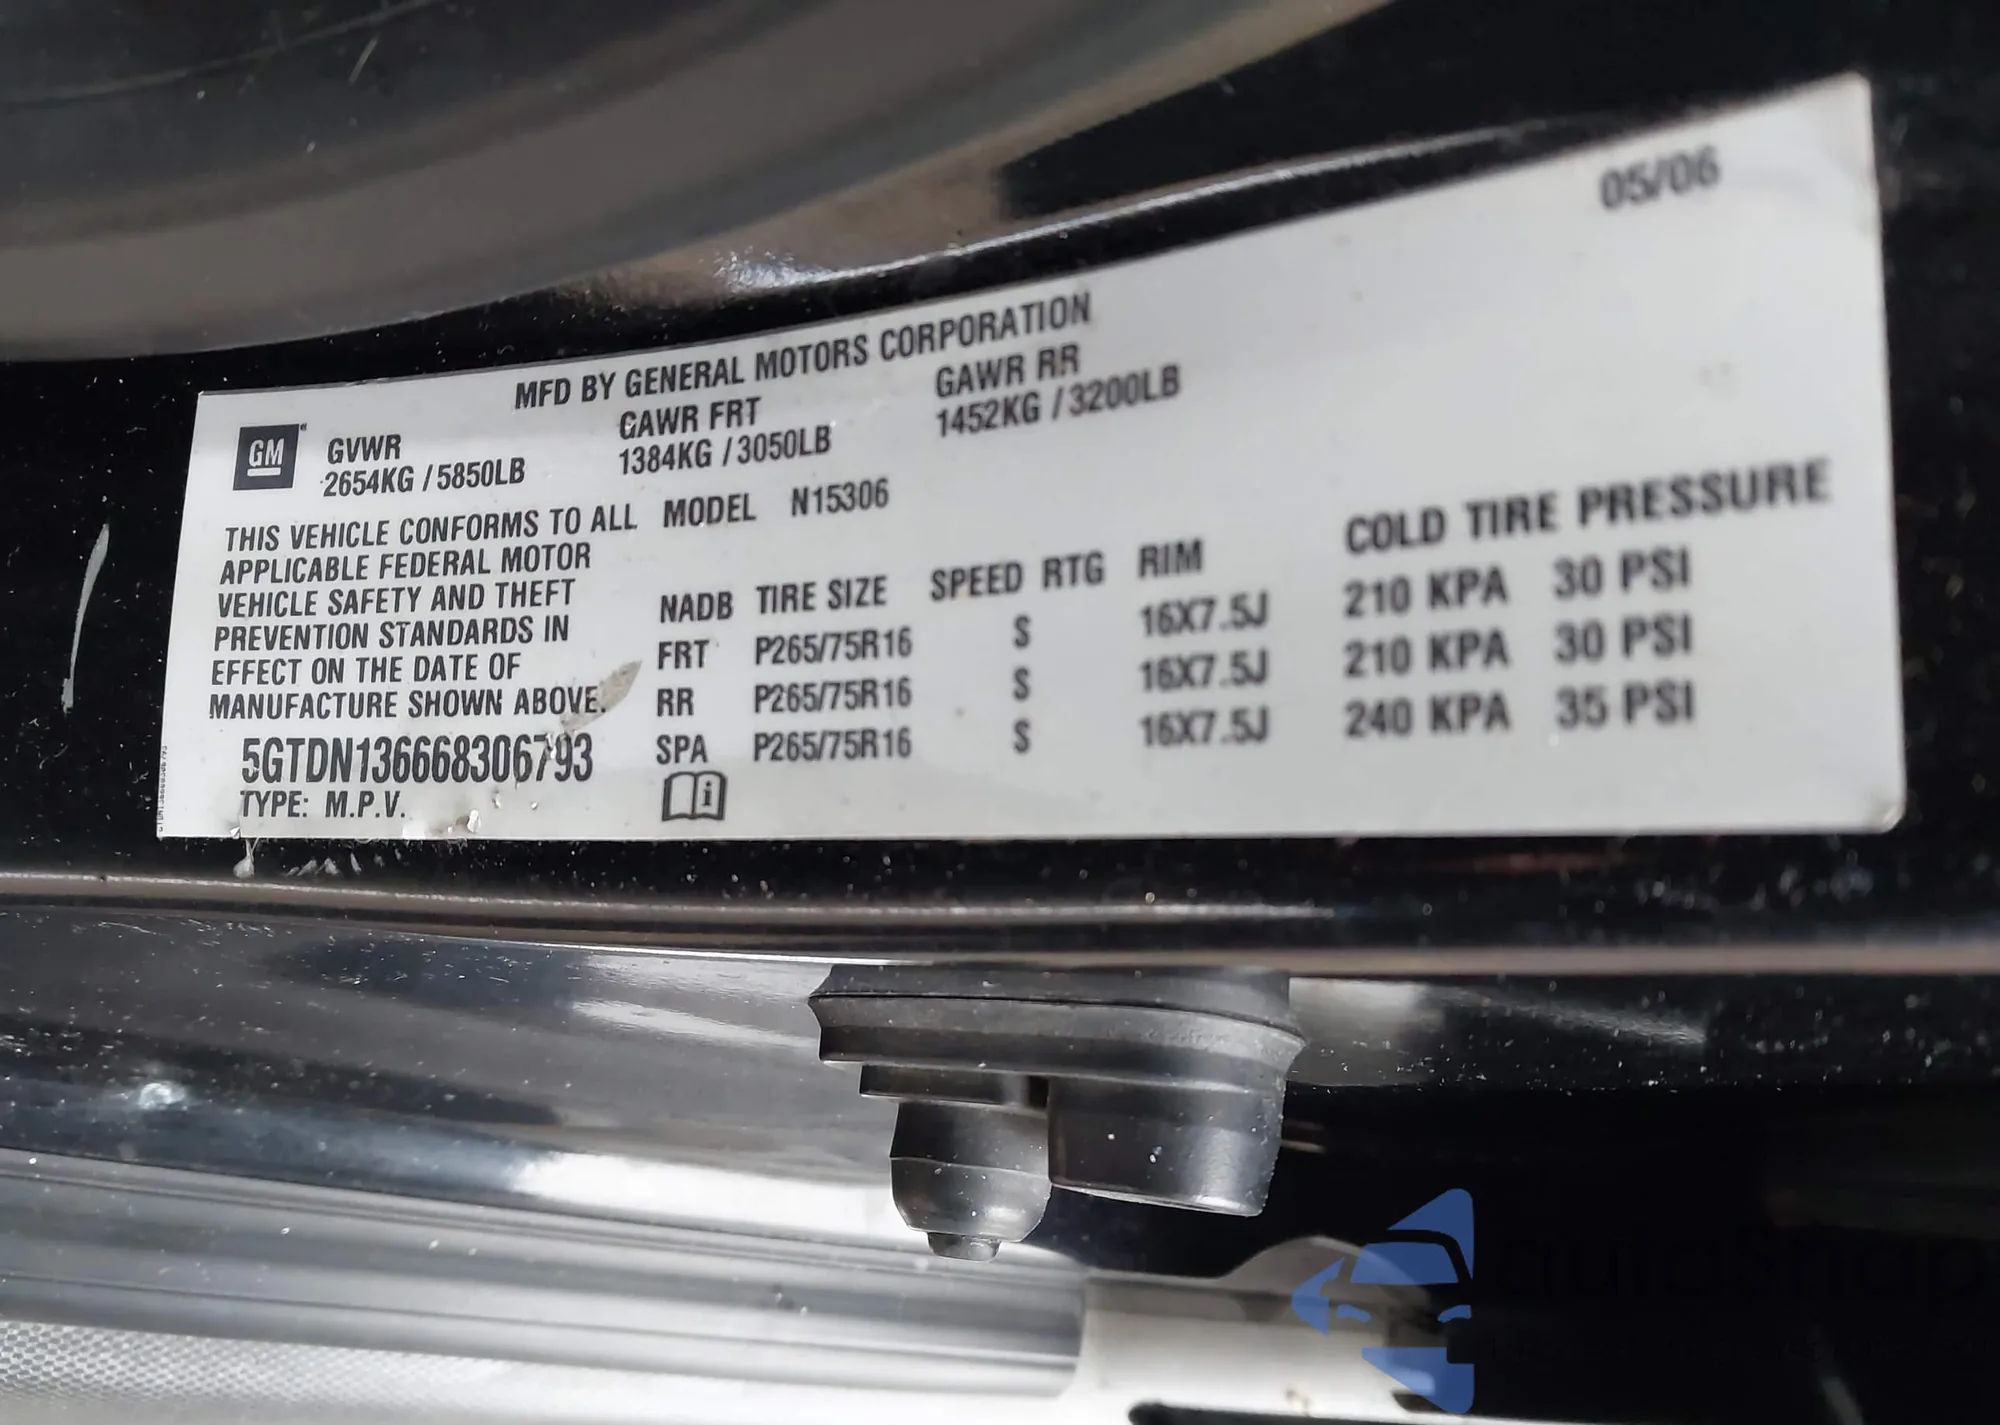 05/06
MFD BY GENERAL MOTORS CORPORATION
GM
GVWR GAWR FRT GAWR RR
2654KG / 5850LB 1384KG / 3050LB 1452KG / 3200LB
THIS VEHICLE CONFORMS TO ALL
APPLICABLE FEDERAL MOTOR
VEHICLE SAFETY AND THEFT
PREVENTION STANDARDS IN
EFFECT ON THE DATE OF
MANUFACTURE SHOWN ABOVE.
5GTDN136668306793
TYPE: M.P.V.
MODEL N15306
NADB TIRE SIZE SPEED RTG RIM COLD TIRE PRESSURE
FRT P265/75R16 S 16X7.5J 210 KPA 30 PSI
RR P265/75R16 S 16X7.5J 210 KPA 30 PSI
SPA P265/75R16 S 16X7.5J 240 KPA 35 PSI
i